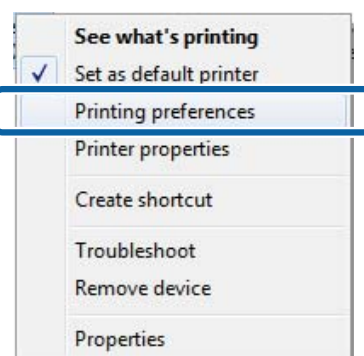 See what's printing
Set as default printer
Printing preferences
Printer properties
Create shortcut
Troubleshoot
Remove device
Properties